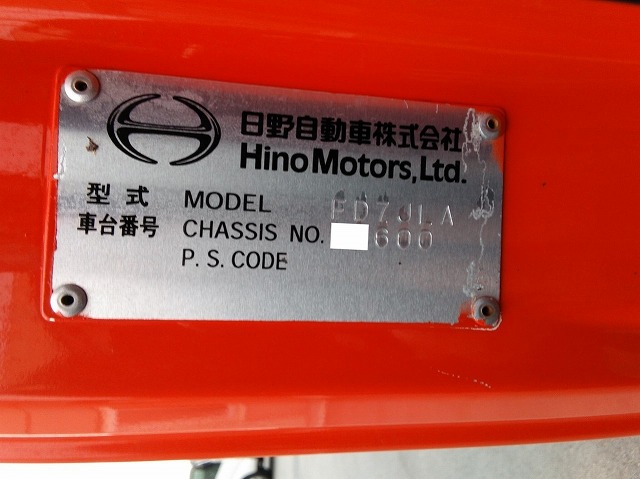 日野自動車株式会社
Hino Motors, Ltd.
型式 MODEL FD7JLA
車台番号 CHASSIS NO. 600
P. S. CODE